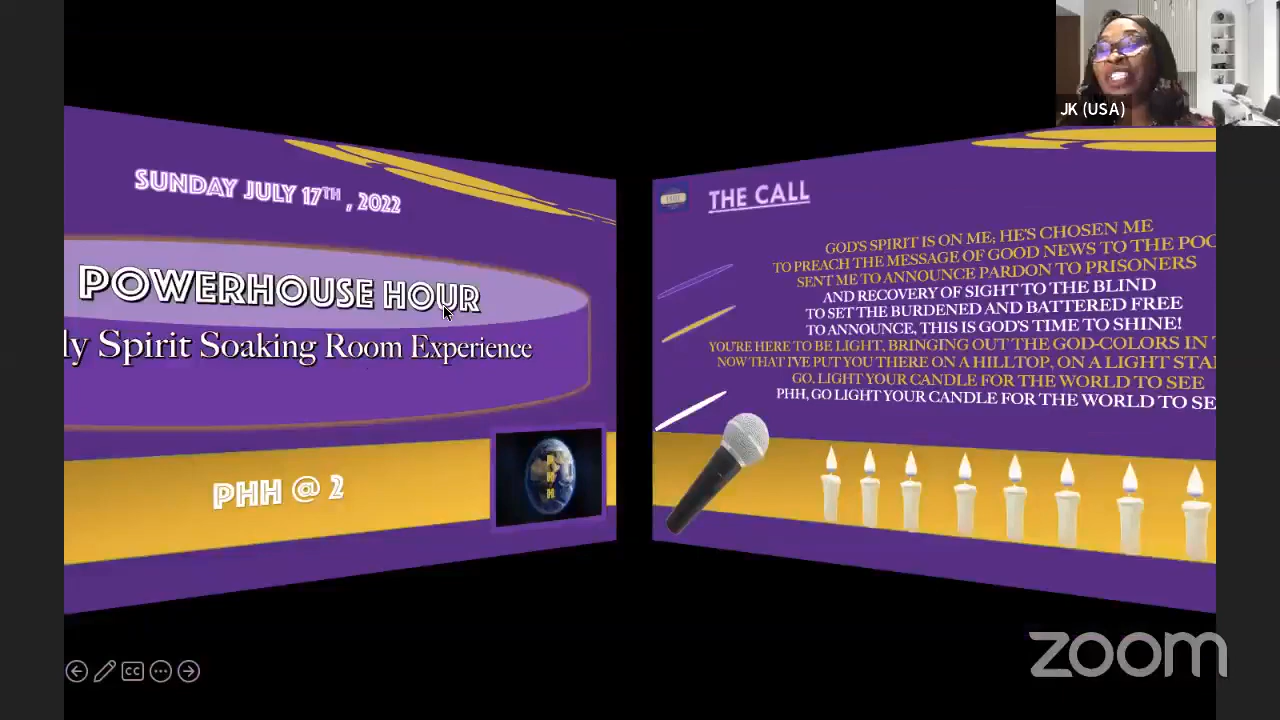 JK (USA)
SUNDAY JULY 17TH , 2022
POWERHOUSE HOUR
ly Spirit Soaking Room Experience
PHH @ 2
PHH
THE CALL
GOD'S SPIRIT IS ON ME; HE'S CHOSEN ME
TO PREACH THE MESSAGE OF GOOD NEWS TO THE POO
SENT ME TO ANNOUNCE PARDON TO PRISONERS
AND RECOVERY OF SIGHT TO THE BLIND
TO SET THE BURDENED AND BATTERED FREE
TO ANNOUNCE, THIS IS GOD'S TIME TO SHINE!
YOU'RE HERE TO BE LIGHT, BRINGING OUT THE GOD-COLORS IN T
NOW THAT I'VE PUT YOU THERE ON A HILLTOP, ON A LIGHT STA
GO. LIGHT YOUR CANDLE FOR THE WORLD TO SEE
PHH, GO LIGHT YOUR CANDLE FOR THE WORLD TO SE
CC
zoom